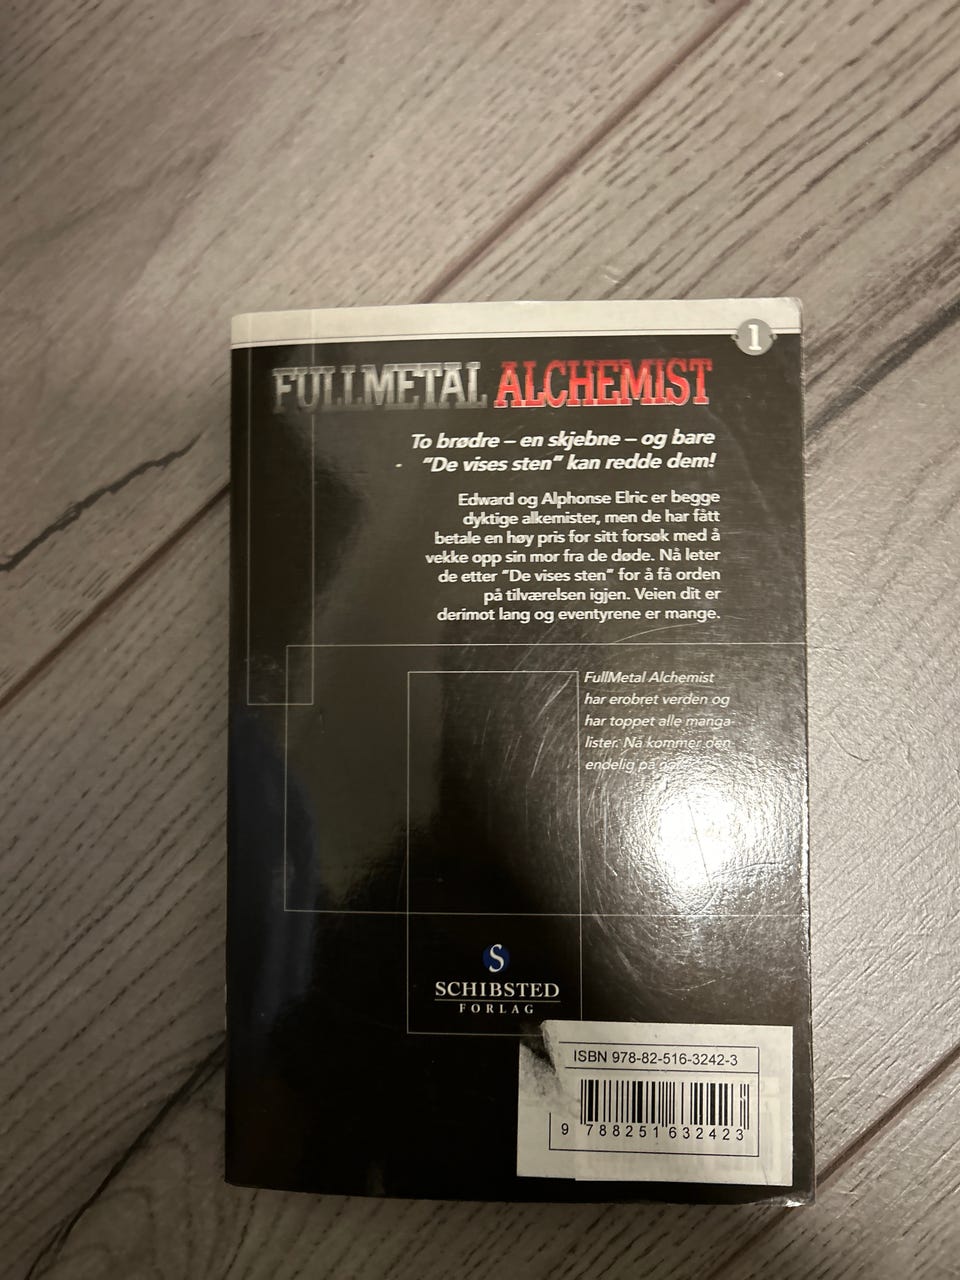 1
FULLMETAL ALCHEMIST
To brødre – en skjebne – og bare
"De vises sten" kan redde dem!
Edward og Alphonse Elric er begge
dyktige alkemister, men de har fått
betale en høy pris for sitt forsøk med å
vekke opp sin mor fra de døde. Nå leter
de etter "De vises sten" for å få orden
på tilværelsen igjen. Veien dit er
derimot lang og eventyrene er mange.
FullMetal Alchemist
har erobret verden og
har toppet alle manga-
lister. Nå kommer den
endelig på
S
SCHIBSTED
FORLAG
ISBN 978-82-516-3242-3
9 788251 632423